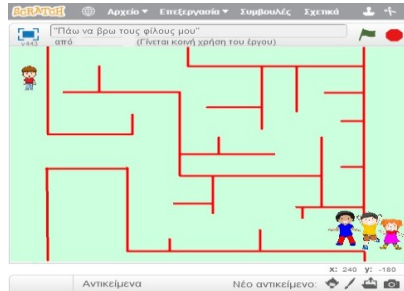 SCRATCH Αρχείο Επεξεργασία Συμβουλές Σχετικά
"Πάω να βρω τους φίλους μου"
v443 από (Γίνεται κοινή χρήση του έργου)
x: 240 y: -180
Αντικείμενα Νέο αντικείμενο: